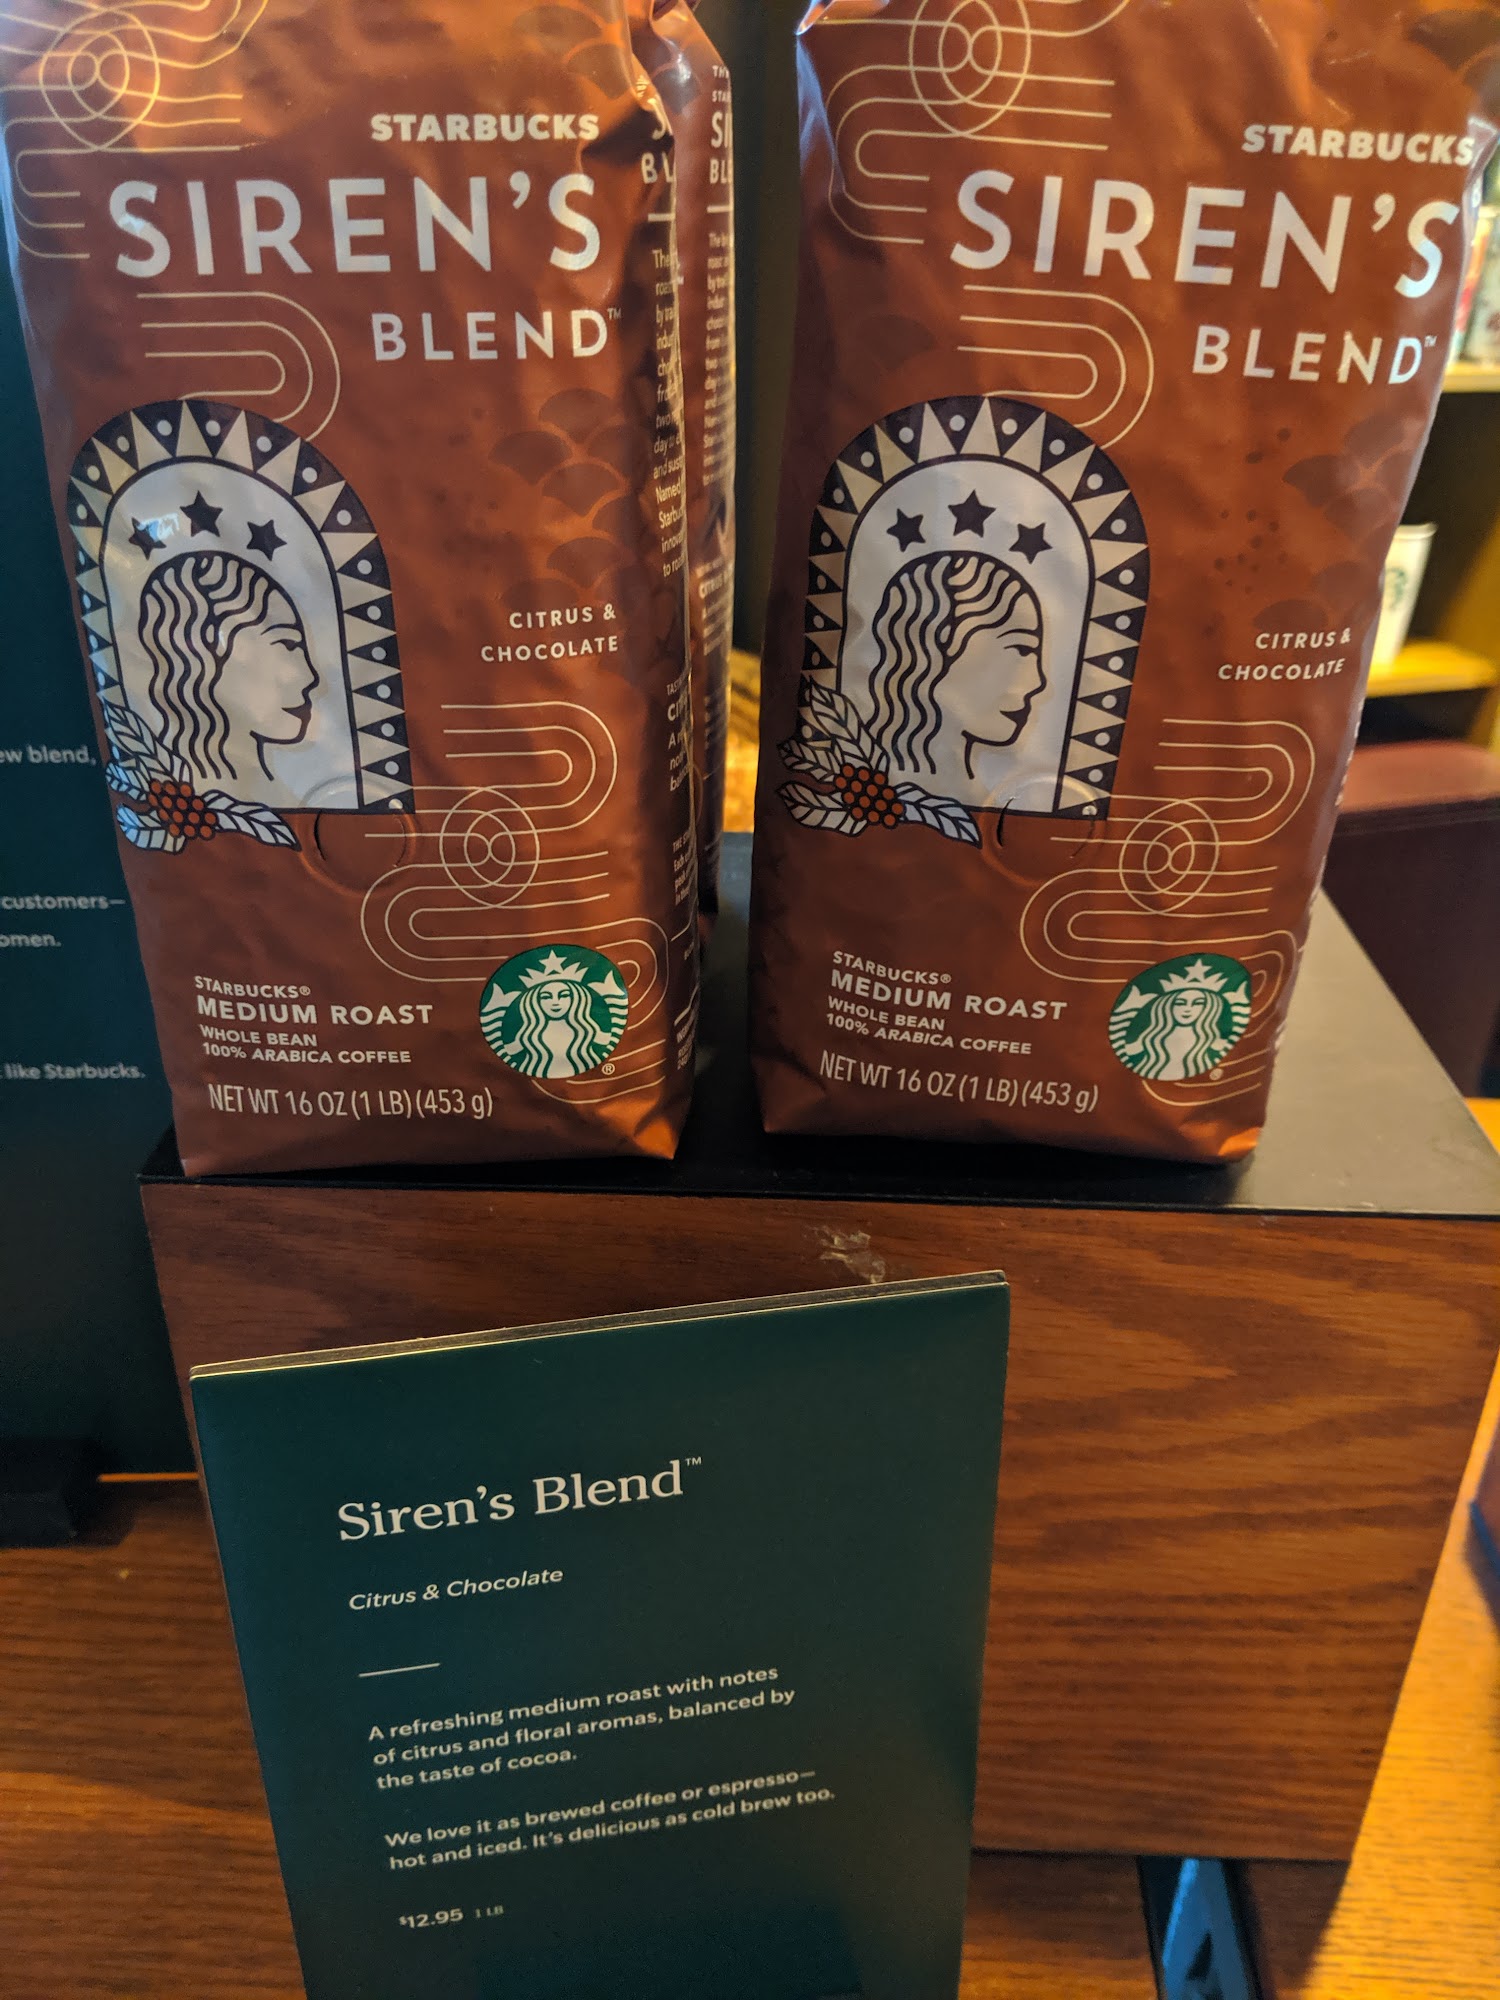 STARBUCKS
SIREN'S
BLEND™
CITRUS &
CHOCOLATE
STARBUCKS®
MEDIUM ROAST
WHOLE BEAN
100% ARABICA COFFEE
NET WT 16 OZ (1 LB) (453 g)
STARBUCKS
SIREN'S
BLEND™
CITRUS &
CHOCOLATE
STARBUCKS®
MEDIUM ROAST
WHOLE BEAN
100% ARABICA COFFEE
NET WT 16 OZ (1 LB) (453 g)
blend,
customers—
like Starbucks.
Siren's Blend™
Citrus & Chocolate
A refreshing medium roast with notes
of citrus and floral aromas, balanced by
the taste of cocoa.
We love it as brewed coffee or espresso—
hot and iced. It's delicious as cold brew too.
$12.95 1 LB